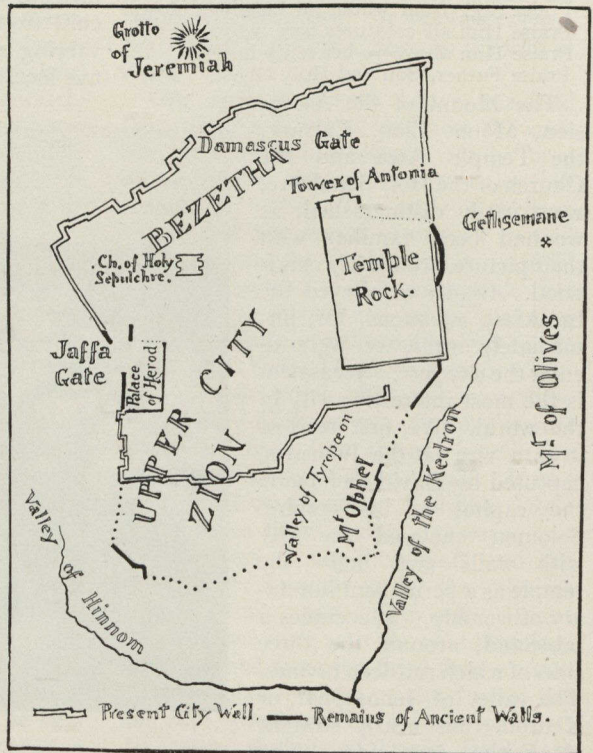 Grotto
of
Jeremiah
Damascus Gate
BEZETHA
Tower of Antonia
Gethsemane
Ch. of Holy
Sepulchre.
Temple
Rock.
Jaffa
Gate
Palace
of Herod
UPPER CITY
ZION
Valley of Tyropœon
Mt Ophel
Valley of the Kedron
Mt. of Olives
Valley of Hinnom
Present City Wall.
Remains of Ancient Walls.